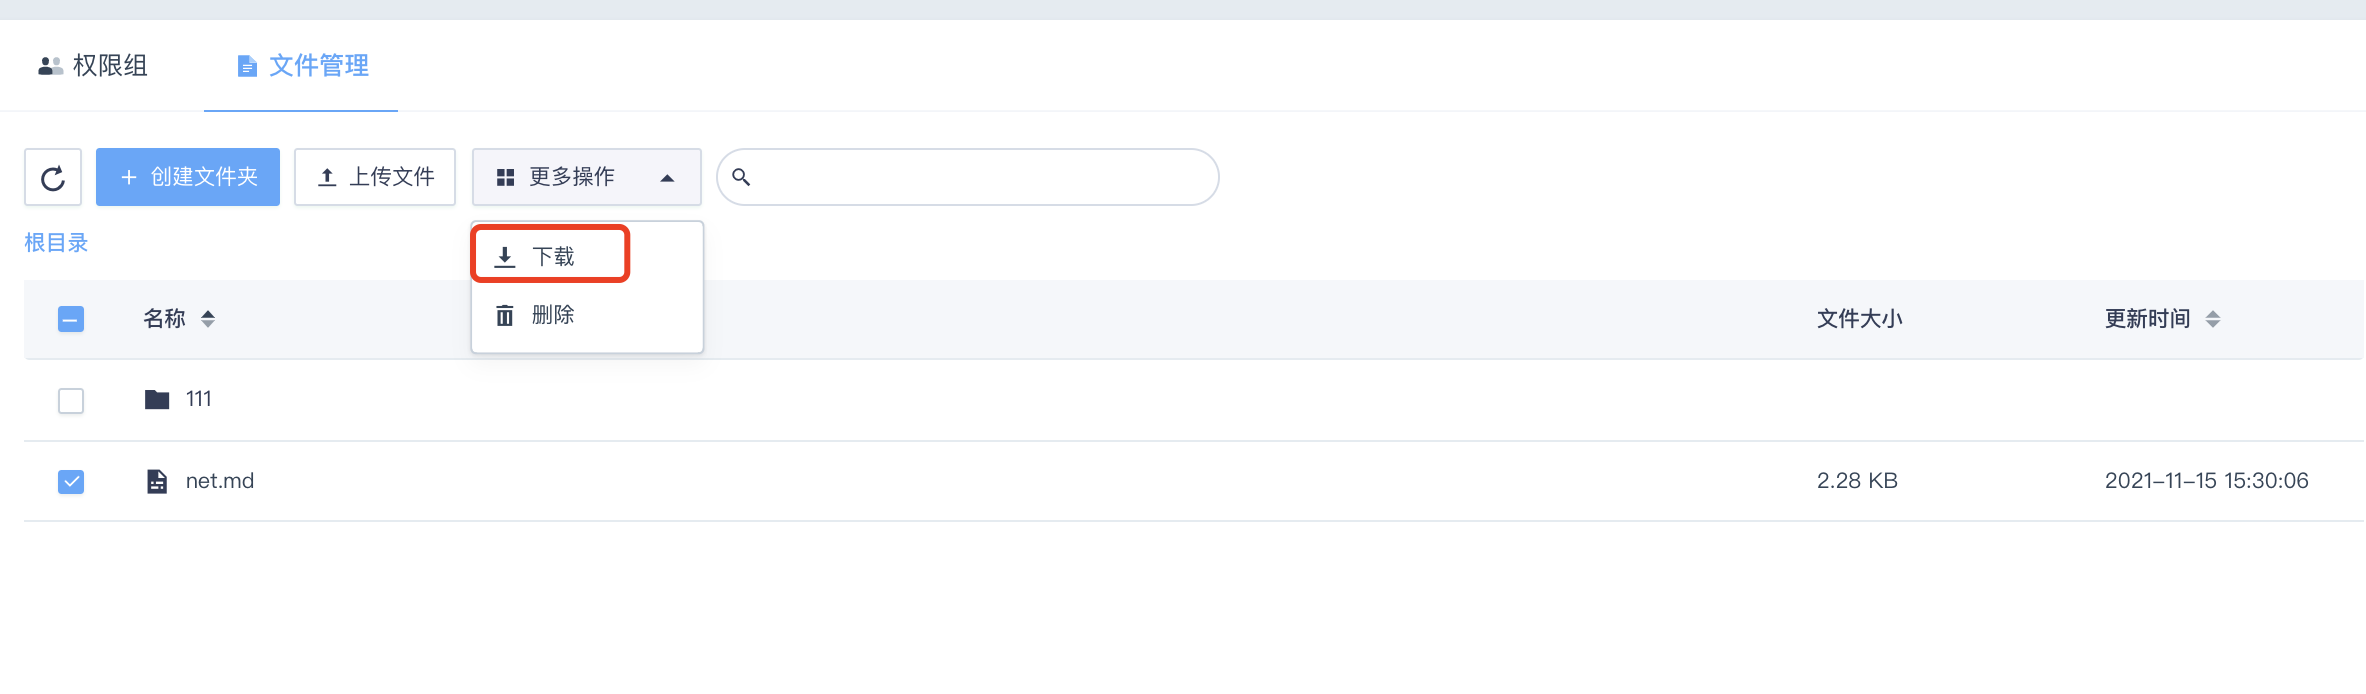 权限组 文件管理
创建文件夹 上传文件 更多操作
根目录
下载
删除
名称 文件大小 更新时间
111
net.md 2.28 KB 2021-11-15 15:30:06